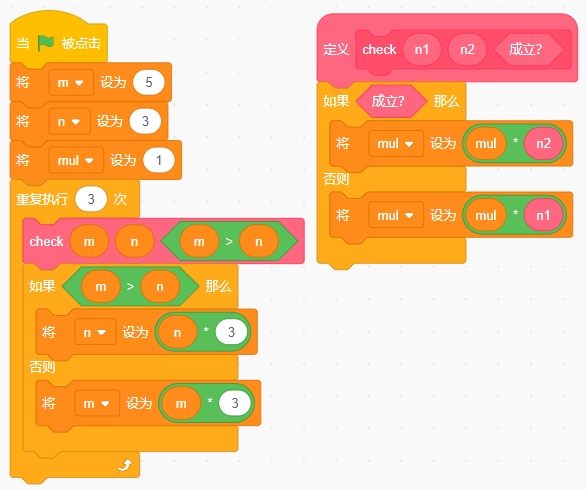 当 被点击
将 m 设为 5
将 n 设为 3
将 mul 设为 1
重复执行 3 次
check m n m > n
如果 m > n 那么
将 n 设为 n * 3
否则
将 m 设为 m * 3
定义 check n1 n2 成立?
如果 成立? 那么
将 mul 设为 mul * n2
否则
将 mul 设为 mul * n1